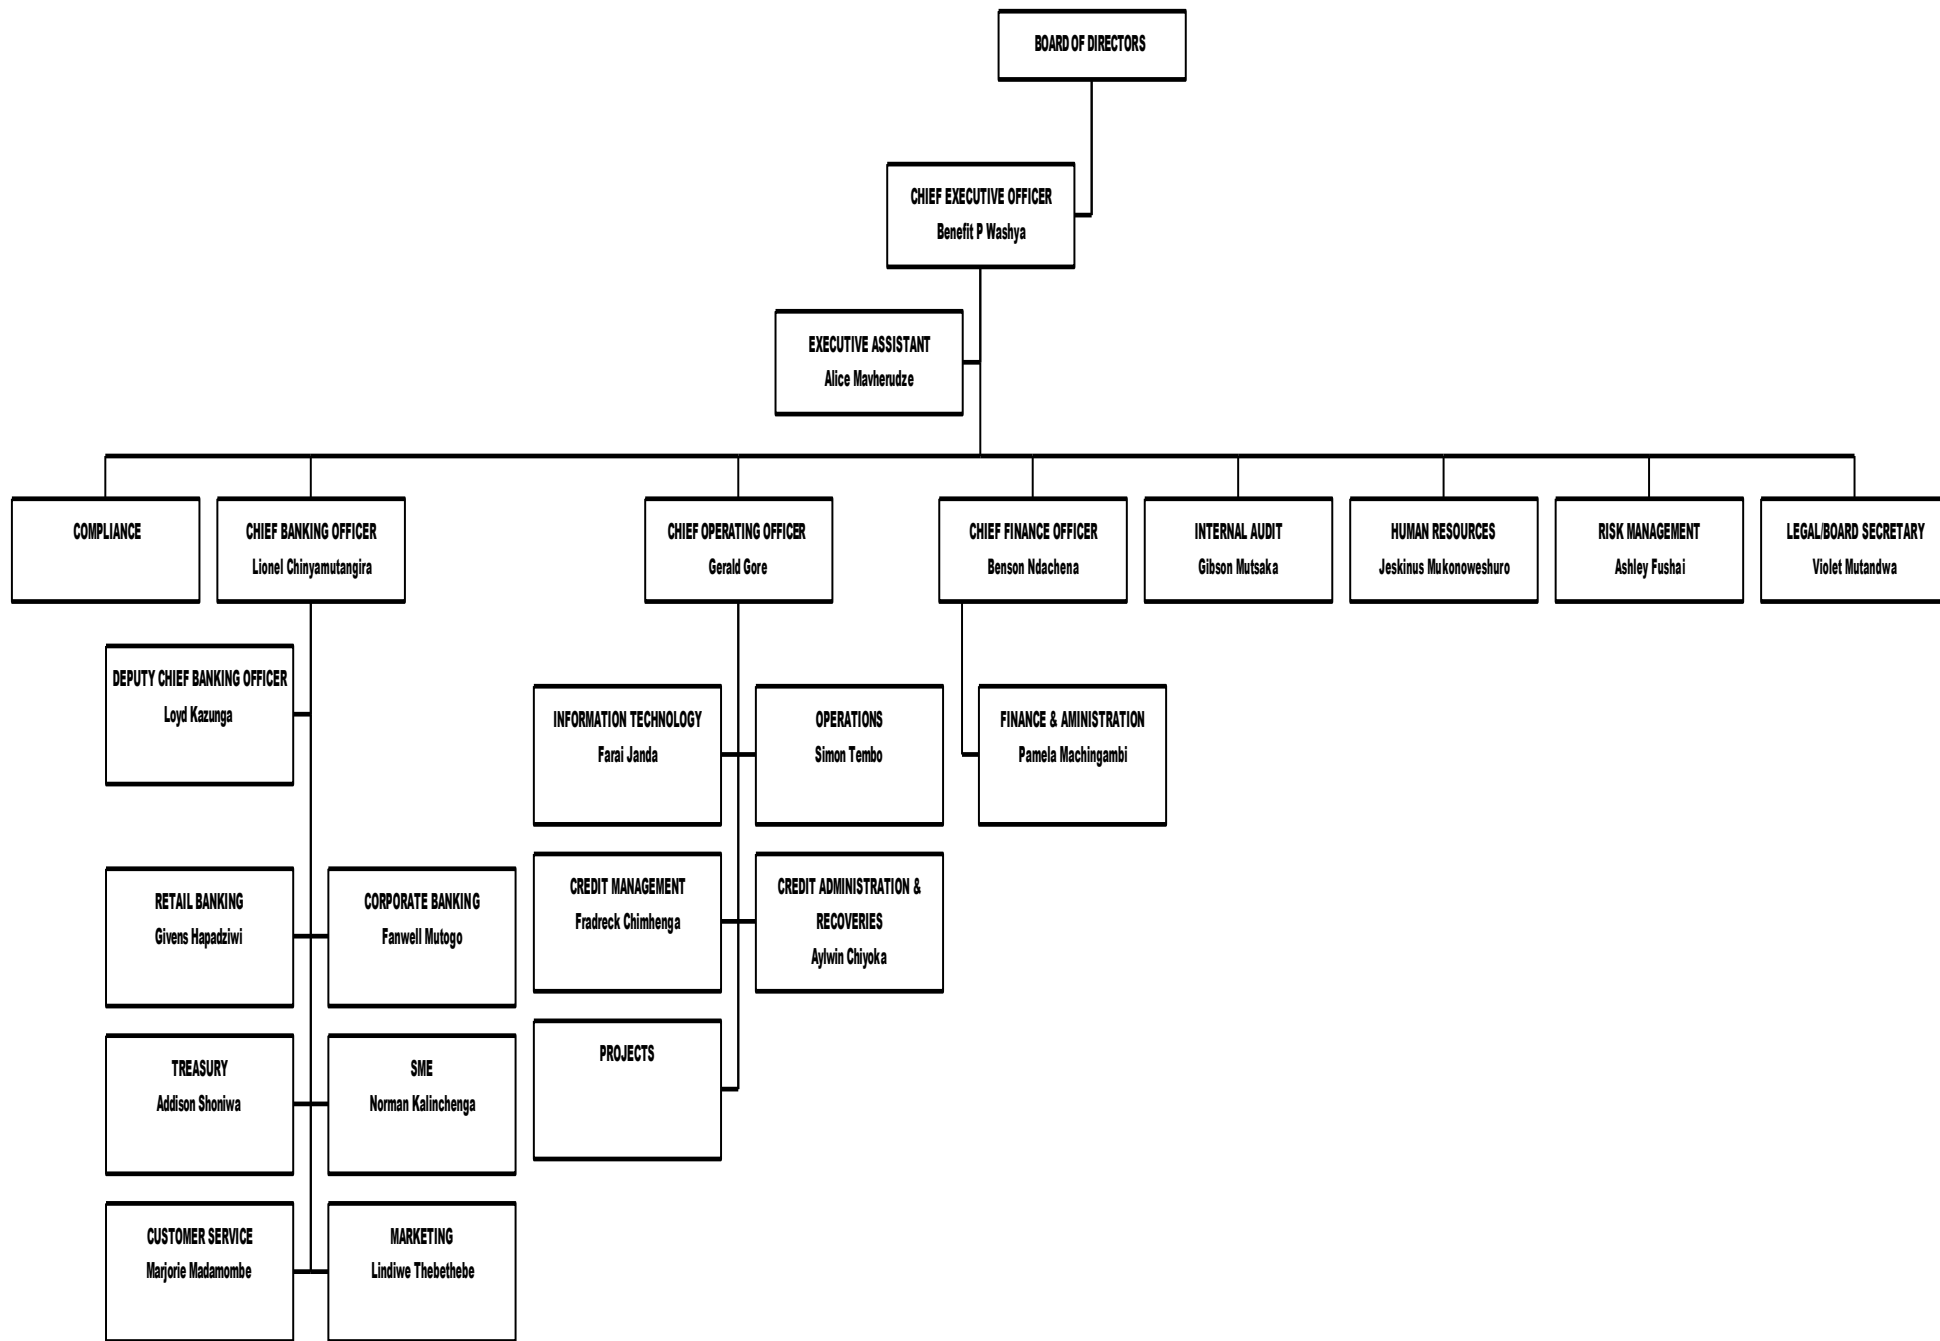 BOARD OF DIRECTORS
CHIEF EXECUTIVE OFFICER
Benefit P Washya
EXECUTIVE ASSISTANT
Alice Mavherudze
COMPLIANCE
CHIEF BANKING OFFICER
Lionel Chinyamutangira
CHIEF OPERATING OFFICER
Gerald Gore
CHIEF FINANCE OFFICER
Benson Ndachena
INTERNAL AUDIT
Gibson Mutsaka
HUMAN RESOURCES
Jeskinus Mukonoweshuro
RISK MANAGEMENT
Ashley Fushai
LEGAL/BOARD SECRETARY
Violet Mutandwa
DEPUTY CHIEF BANKING OFFICER
Loyd Kazunga
INFORMATION TECHNOLOGY
Farai Janda
OPERATIONS
Simon Tembo
FINANCE & AMINISTRATION
Pamela Machingambi
RETAIL BANKING
Givens Hapadziwi
CORPORATE BANKING
Fanwell Mutogo
CREDIT MANAGEMENT
Fradreck Chimhenga
CREDIT ADMINISTRATION &
RECOVERIES
Aylwin Chiyoka
TREASURY
Addison Shoniwa
SME
Norman Kalinchenga
PROJECTS
CUSTOMER SERVICE
Marjorie Madamombe
MARKETING
Lindiwe Thebethebe